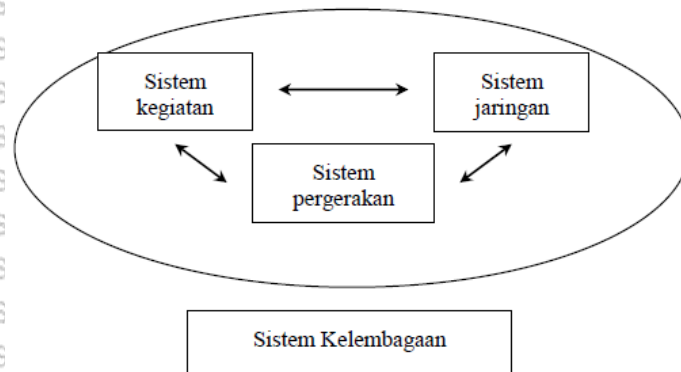 Sistem
kegiatan
Sistem
jaringan
Sistem
pergerakan
Sistem Kelembagaan